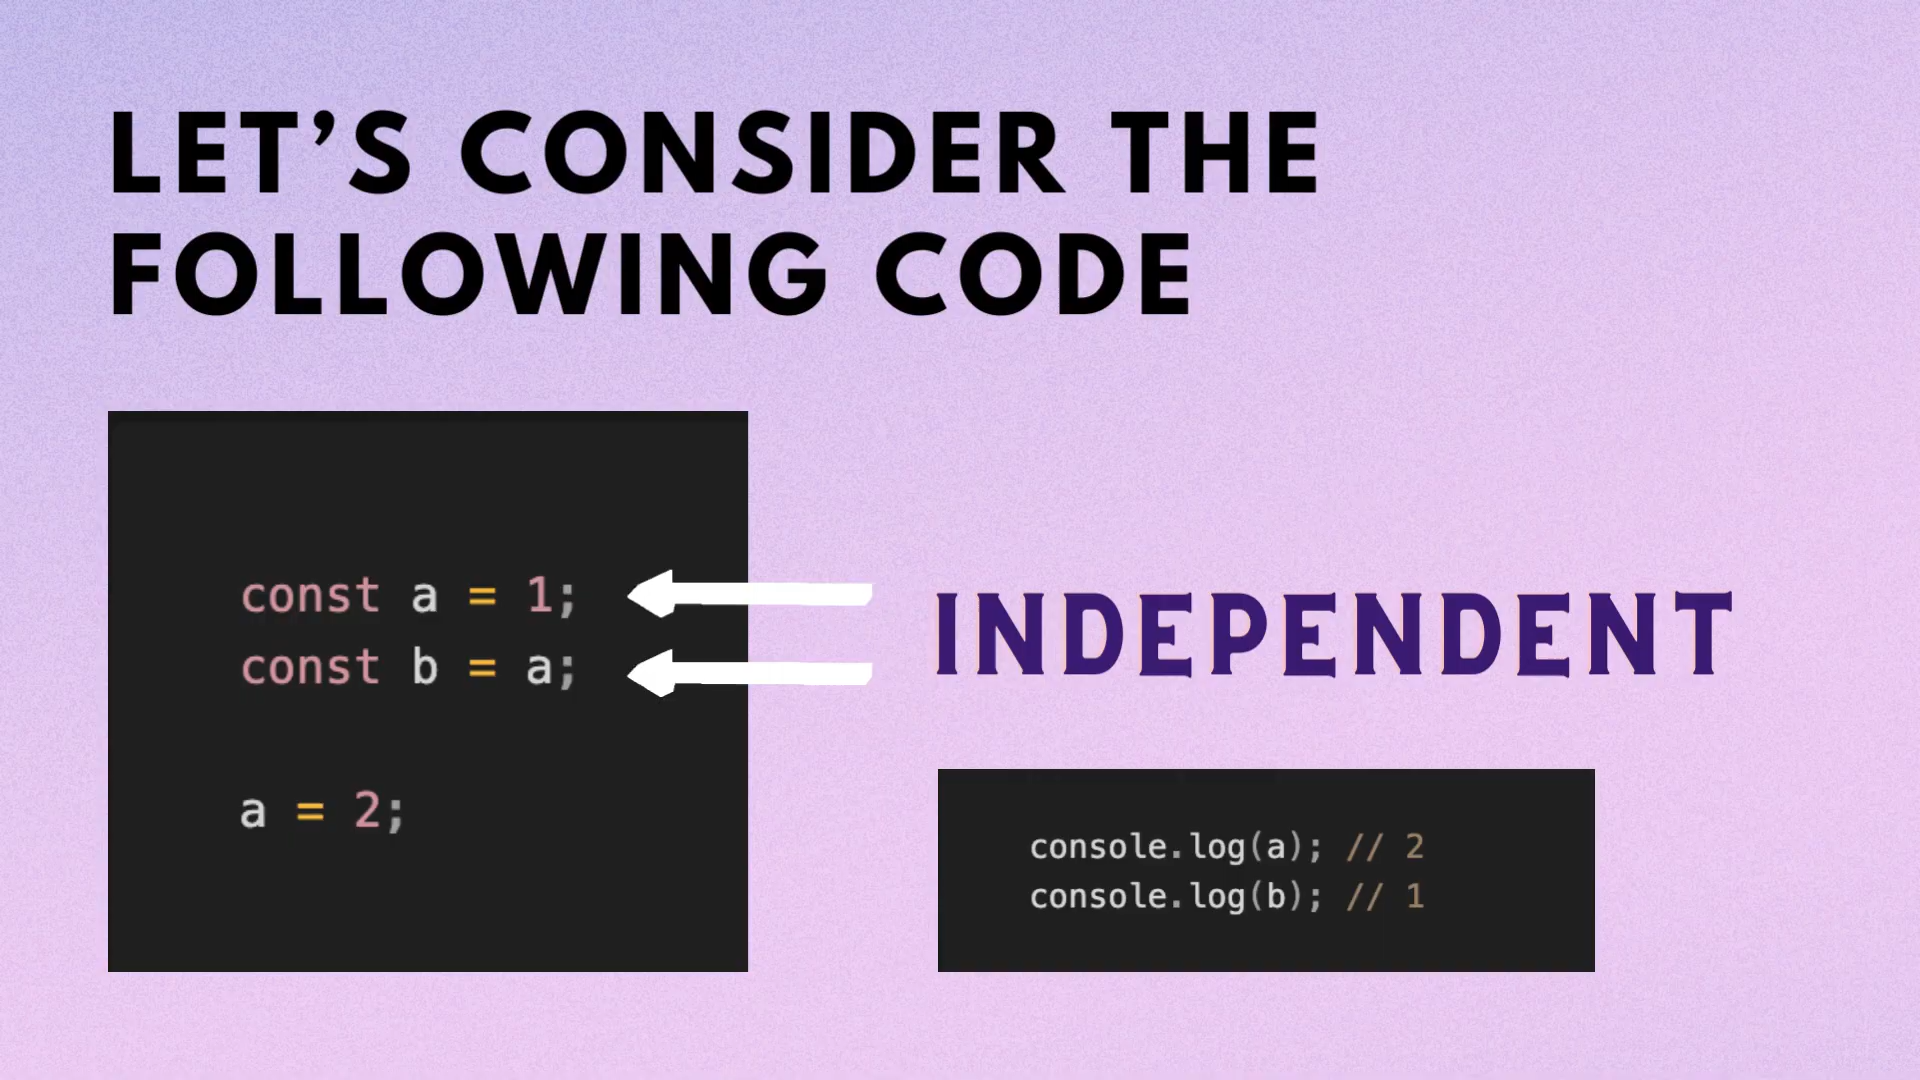 LET’S CONSIDER THE
FOLLOWING CODE
const a = 1;
const b = a;
a = 2;
INDEPENDENT
console.log(a); // 2
console.log(b); // 1